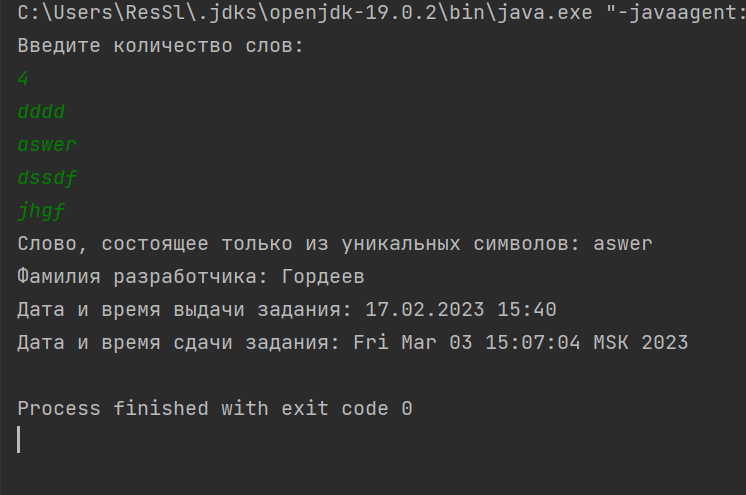 C:\Users\ResSl\.jdks\openjdk-19.0.2\bin\java.exe "-javaagent:
Введите количество слов:
4
dddd
aswer
dssdf
jhgf
Слово, состоящее только из уникальных символов: aswer
Фамилия разработчика: Гордеев
Дата и время выдачи задания: 17.02.2023 15:40
Дата и время сдачи задания: Fri Mar 03 15:07:04 MSK 2023
Process finished with exit code 0